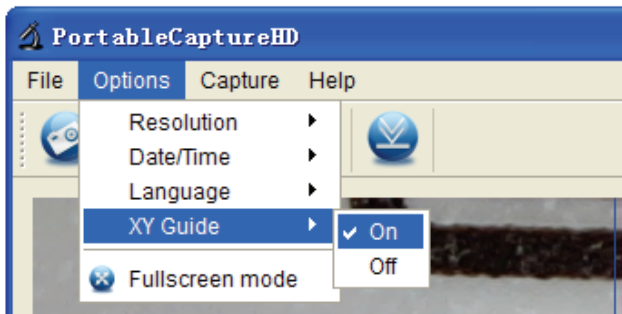 PortableCaptureHD
File Options Capture Help
Resolution
Date/Time
Language
XY Guide
On
Off
Fullscreen mode